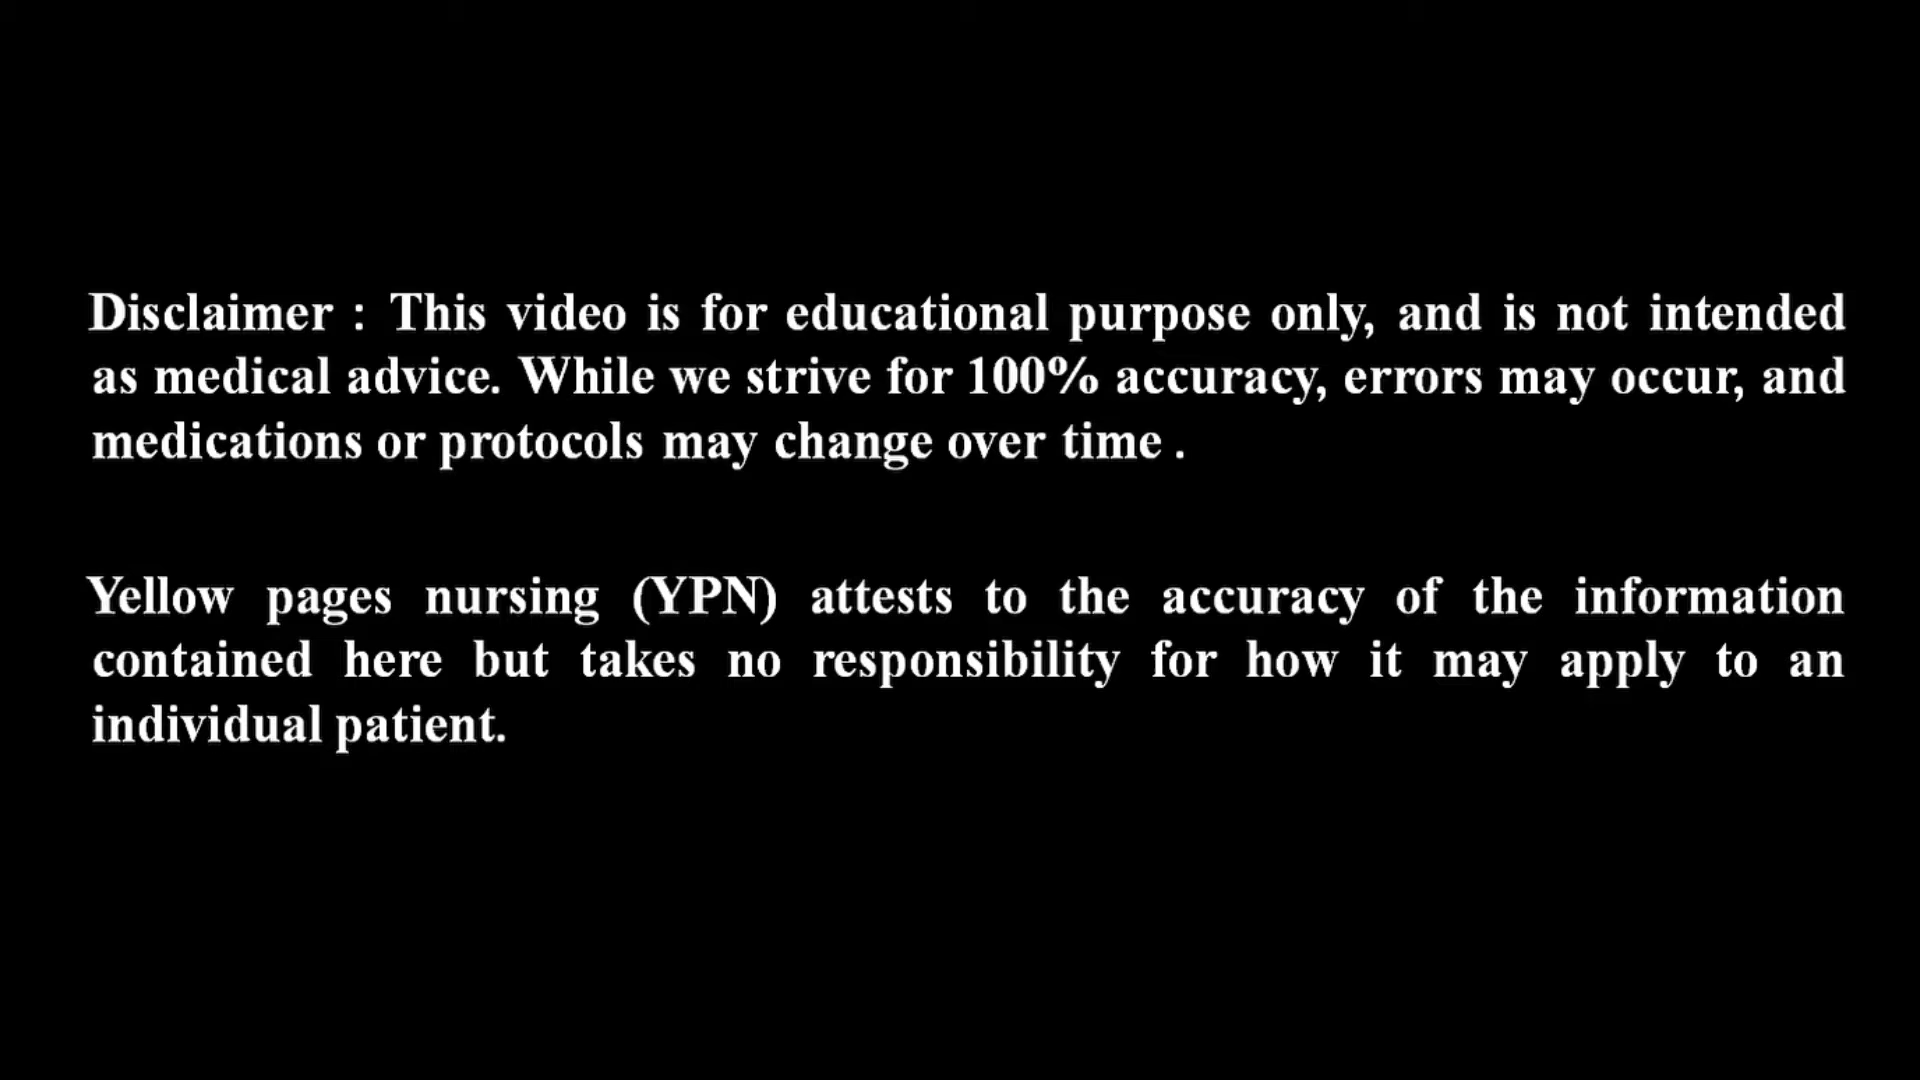 Disclaimer : This video is for educational purpose only, and is not intended
as medical advice. While we strive for 100% accuracy, errors may occur, and
medications or protocols may change over time .
Yellow pages nursing (YPN) attests to the accuracy of the information
contained here but takes no responsibility for how it may apply to an
individual patient.